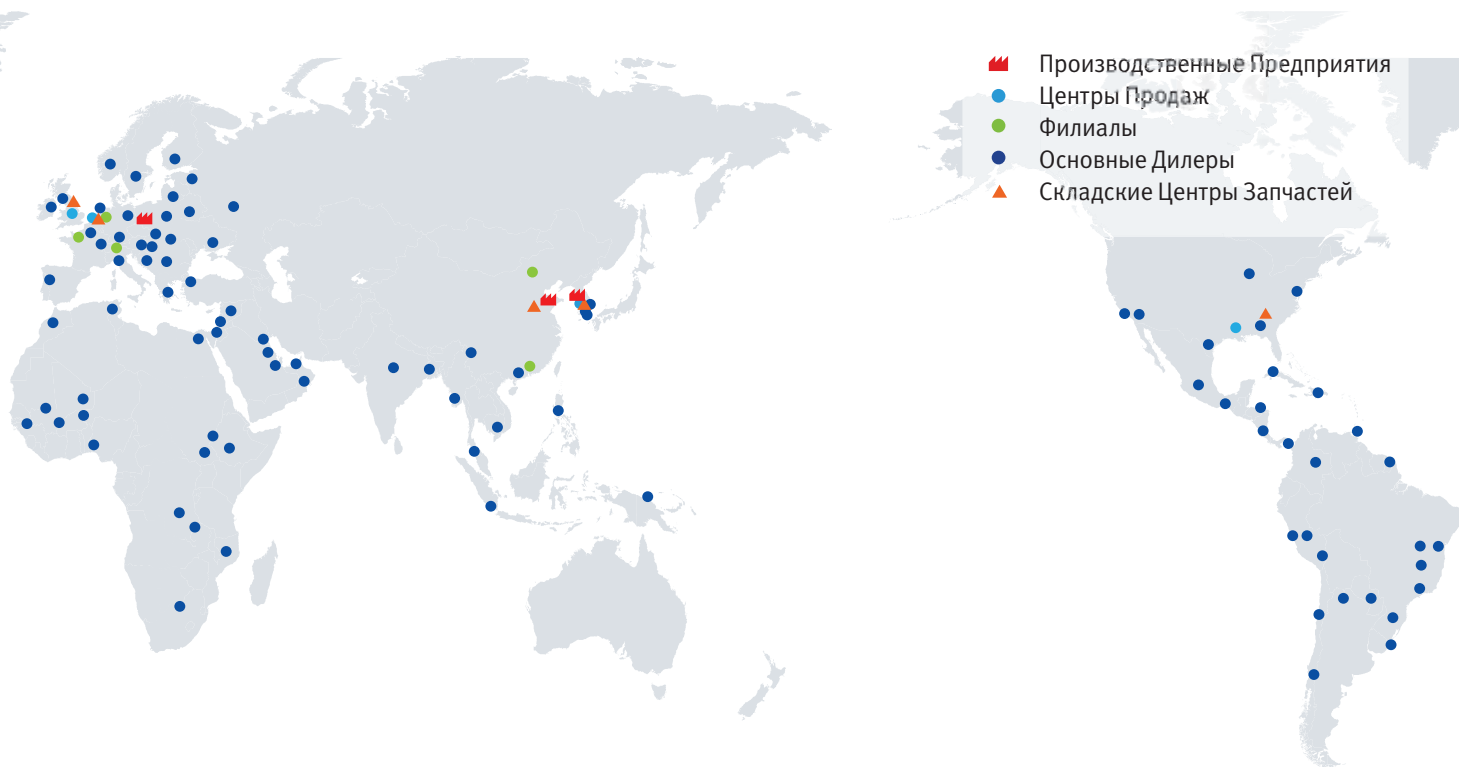 Производственные Предприятия
Центры Продаж
Филиалы
Основные Дилеры
Складские Центры Запчастей